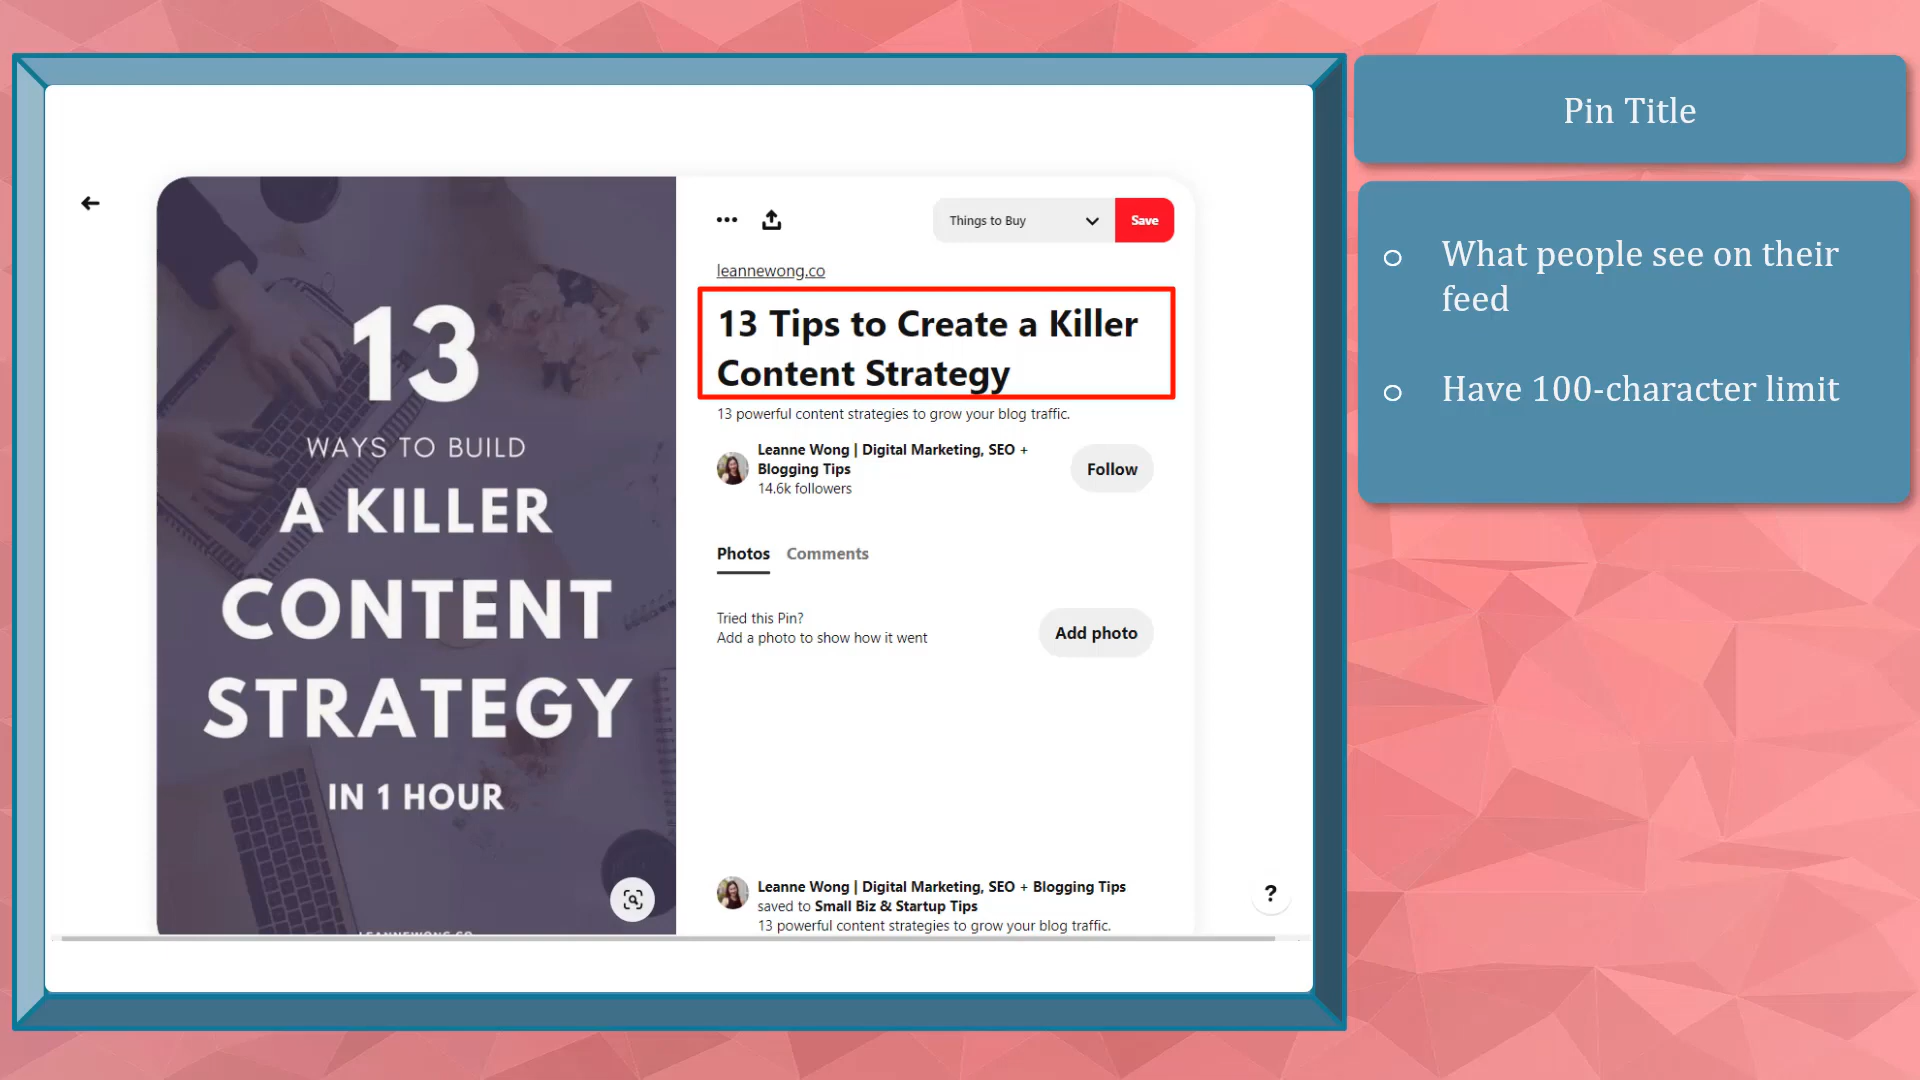 Pin Title
o What people see on their
feed
o Have 100-character limit
13
WAYS TO BUILD
A KILLER
CONTENT
STRATEGY
IN 1 HOUR
LEANNEWONG.CO
Things to Buy
Save
leannewong.co
13 Tips to Create a Killer
Content Strategy
13 powerful content strategies to grow your blog traffic.
Leanne Wong | Digital Marketing, SEO +
Blogging Tips
14.6k followers
Follow
Photos Comments
Tried this Pin?
Add a photo to show how it went
Add photo
Leanne Wong | Digital Marketing, SEO + Blogging Tips
saved to Small Biz & Startup Tips
13 powerful content strategies to grow your blog traffic.
?